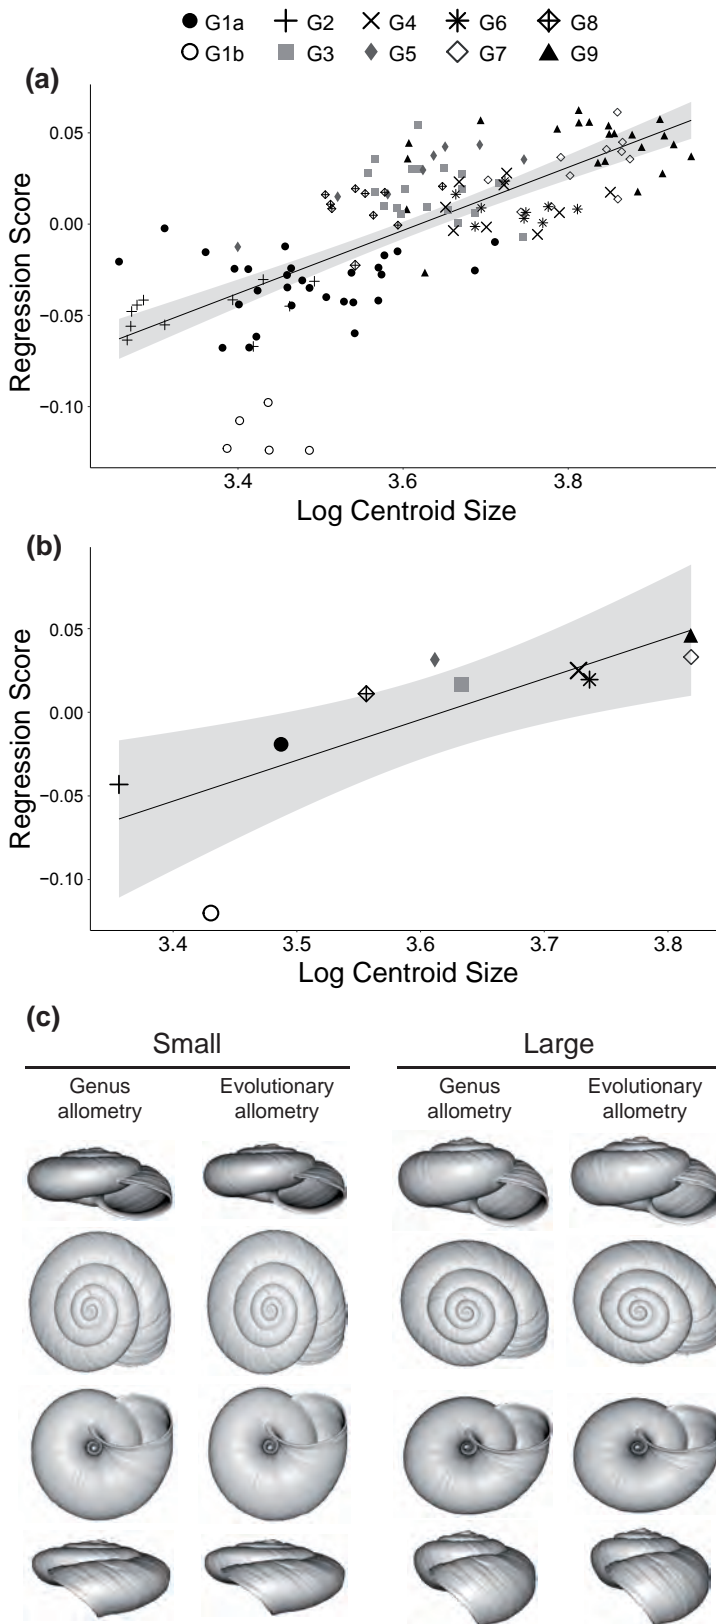 G1a G2 G4 G6 G8
G1b G3 G5 G7 G9
(a)
0.05
0.00
−0.05
−0.10
Regression Score
3.4 3.6 3.8
Log Centroid Size
(b)
0.05
0.00
−0.05
−0.10
Regression Score
3.4 3.5 3.6 3.7 3.8
Log Centroid Size
(c)
Small Large
Genus Evolutionary Genus Evolutionary
allometry allometry allometry allometry